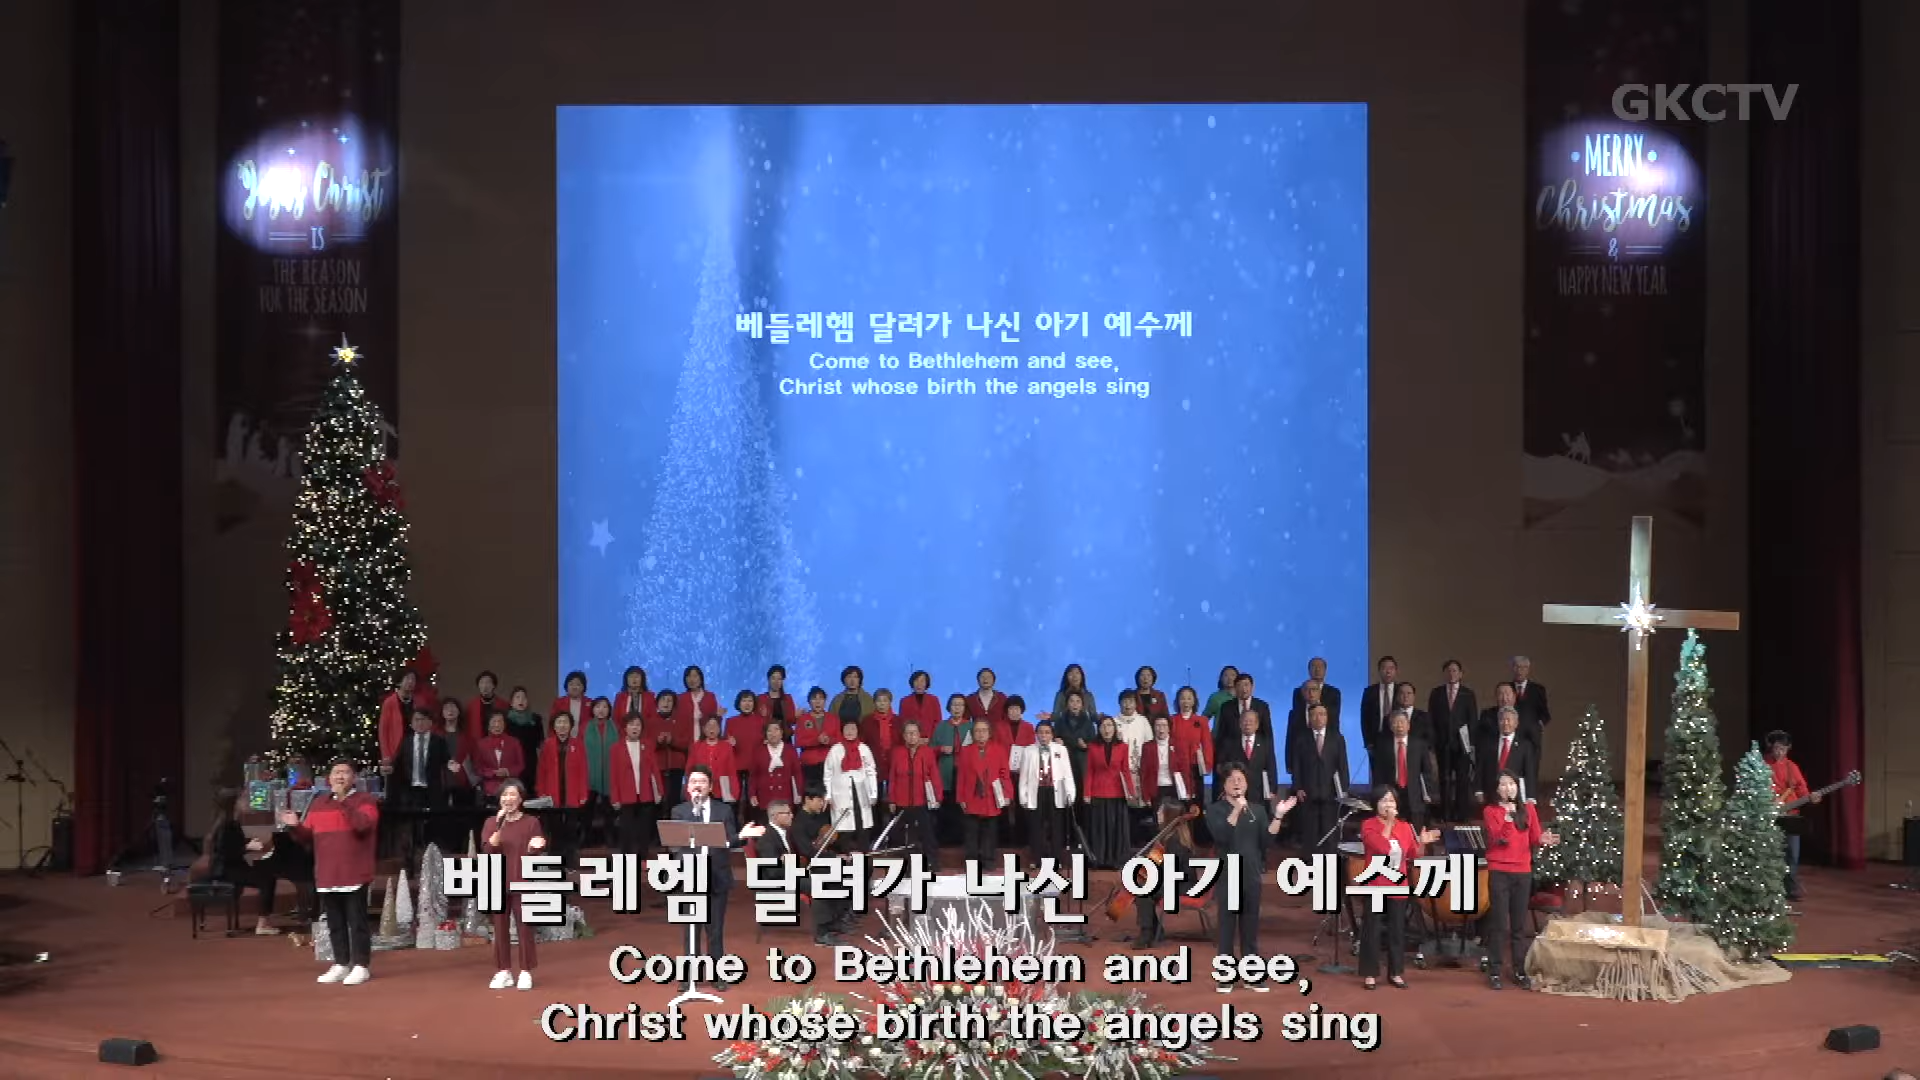 GKCTV
Jesus Christ
IS
THE REASON
FOR THE SEASON
MERRY
Christmas
&
HAPPY NEW YEAR
베들레헴 달려가 나신 아기 예수께
Come to Bethlehem and see,
Christ whose birth the angels sing
베들레헴 달려가 나신 아기 예수께
Come to Bethlehem and see,
Christ whose birth the angels sing